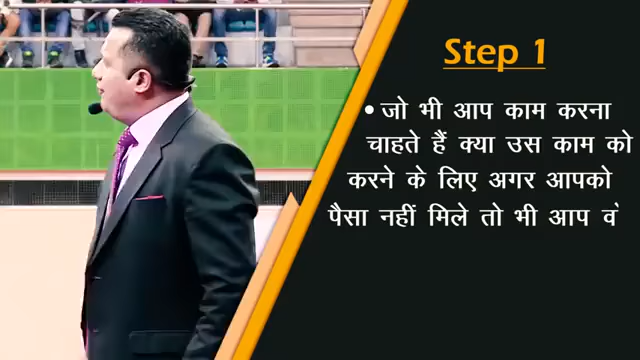 Step 1
• जो भी आप काम करना
चाहते हैं क्या उस काम को
करने के लिए अगर आपको
पैसा नहीं मिले तो भी आप